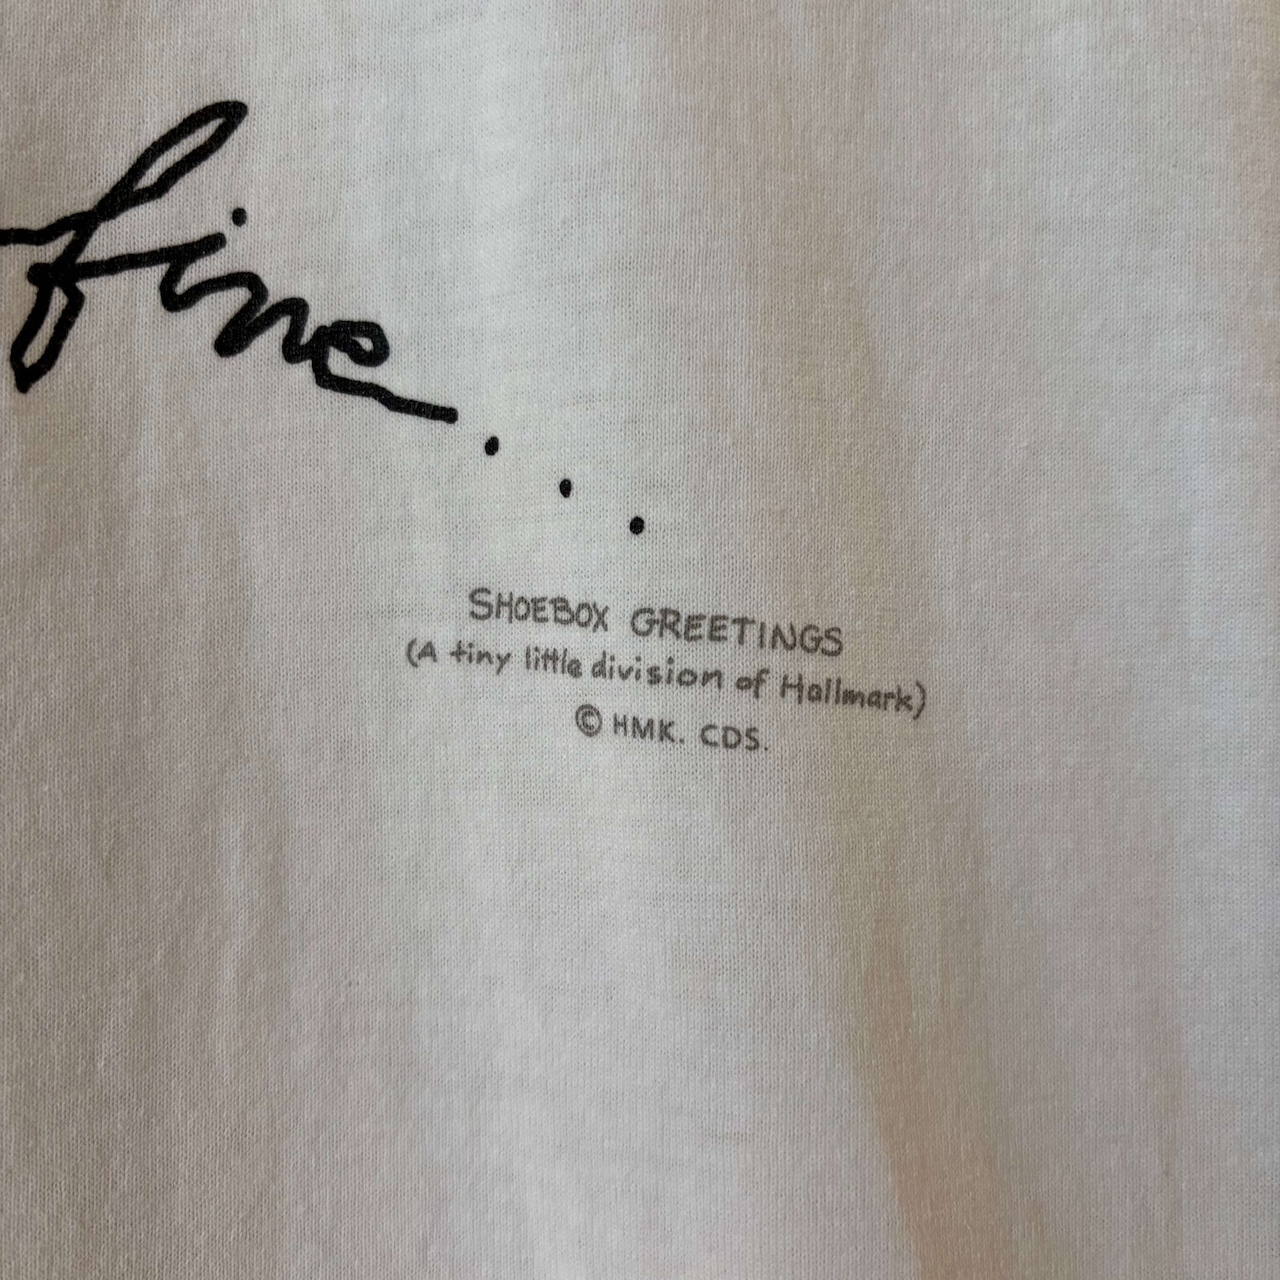 fine...
SHOEBOX GREETINGS
(A tiny little division of Hallmark)
© HMK. CDS.